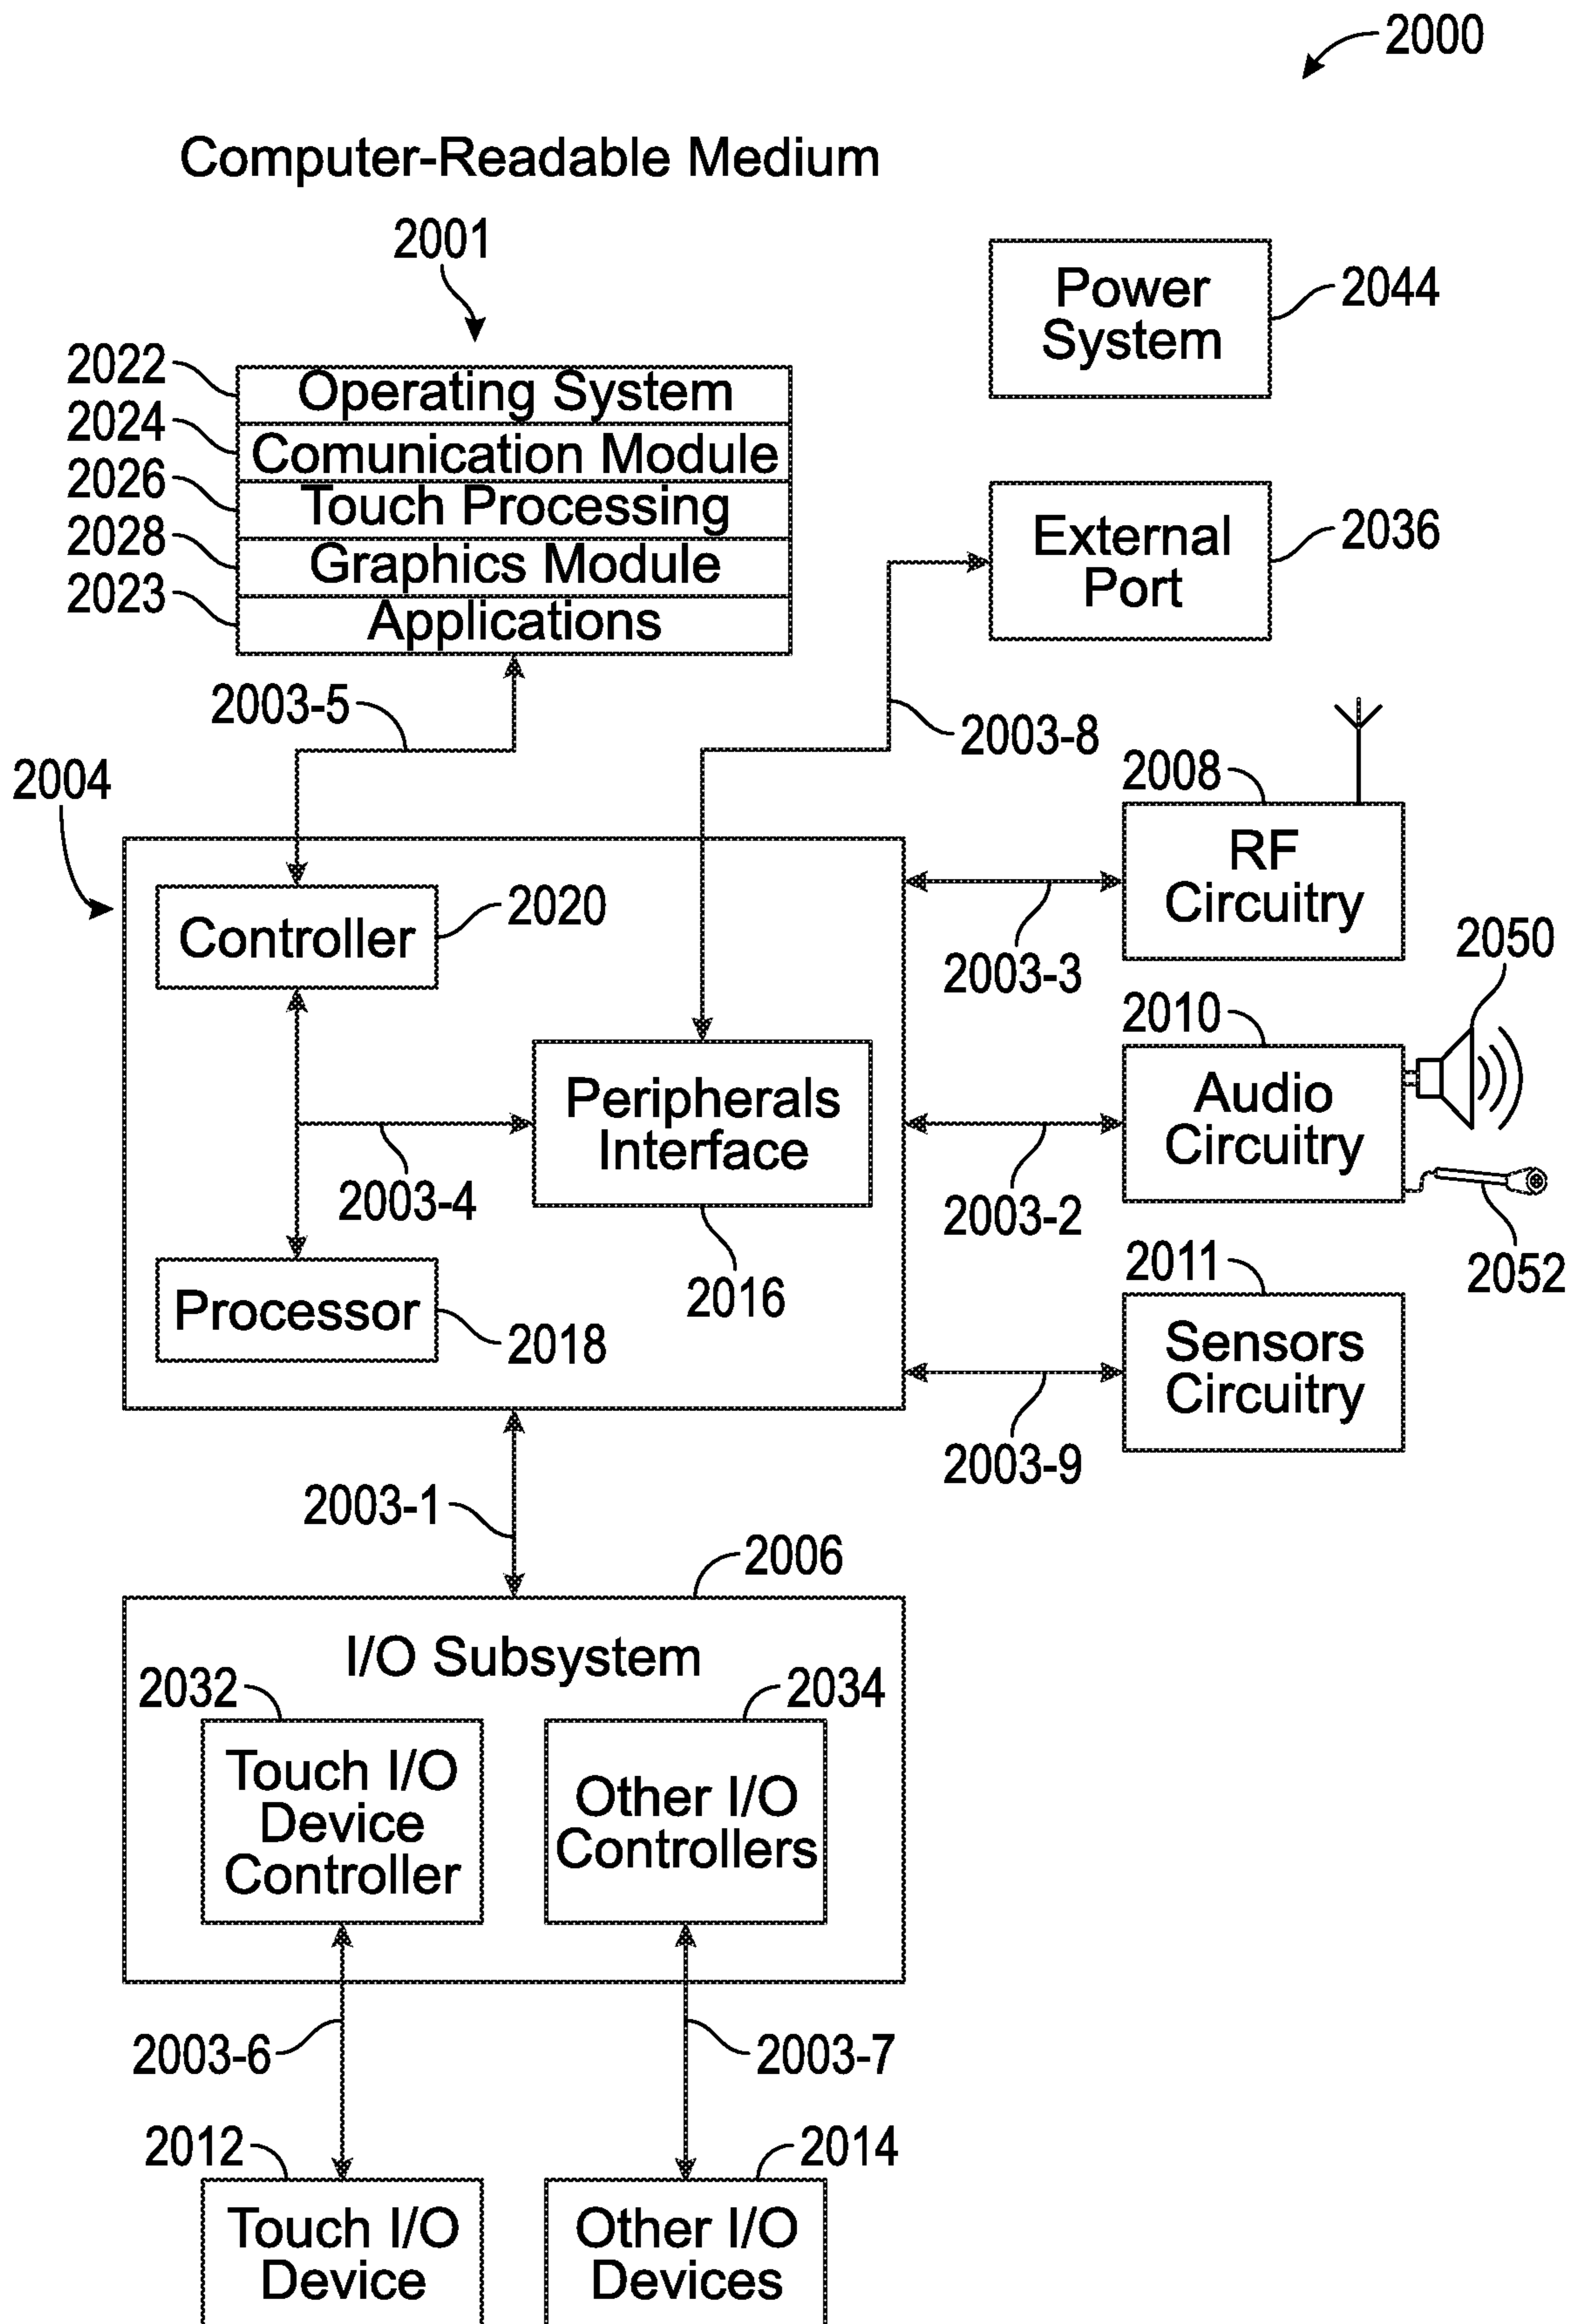 2000
Computer-Readable Medium
2001
Power
System
2044
2022
Operating System
2024
Comunication Module
2026
Touch Processing
2028
Graphics Module
2023
Applications
External
Port
2036
2003-5
2003-8
2004
2008
RF
Circuitry
Controller
2020
2003-3
2050
2010
Audio
Circuitry
Peripherals
Interface
2003-4
2003-2
2052
2016
2011
Processor
2018
Sensors
Circuitry
2003-9
2003-1
2006
I/O Subsystem
2032
2034
Touch I/O
Device
Controller
Other I/O
Controllers
2003-6
2003-7
2012
2014
Touch I/O
Device
Other I/O
Devices